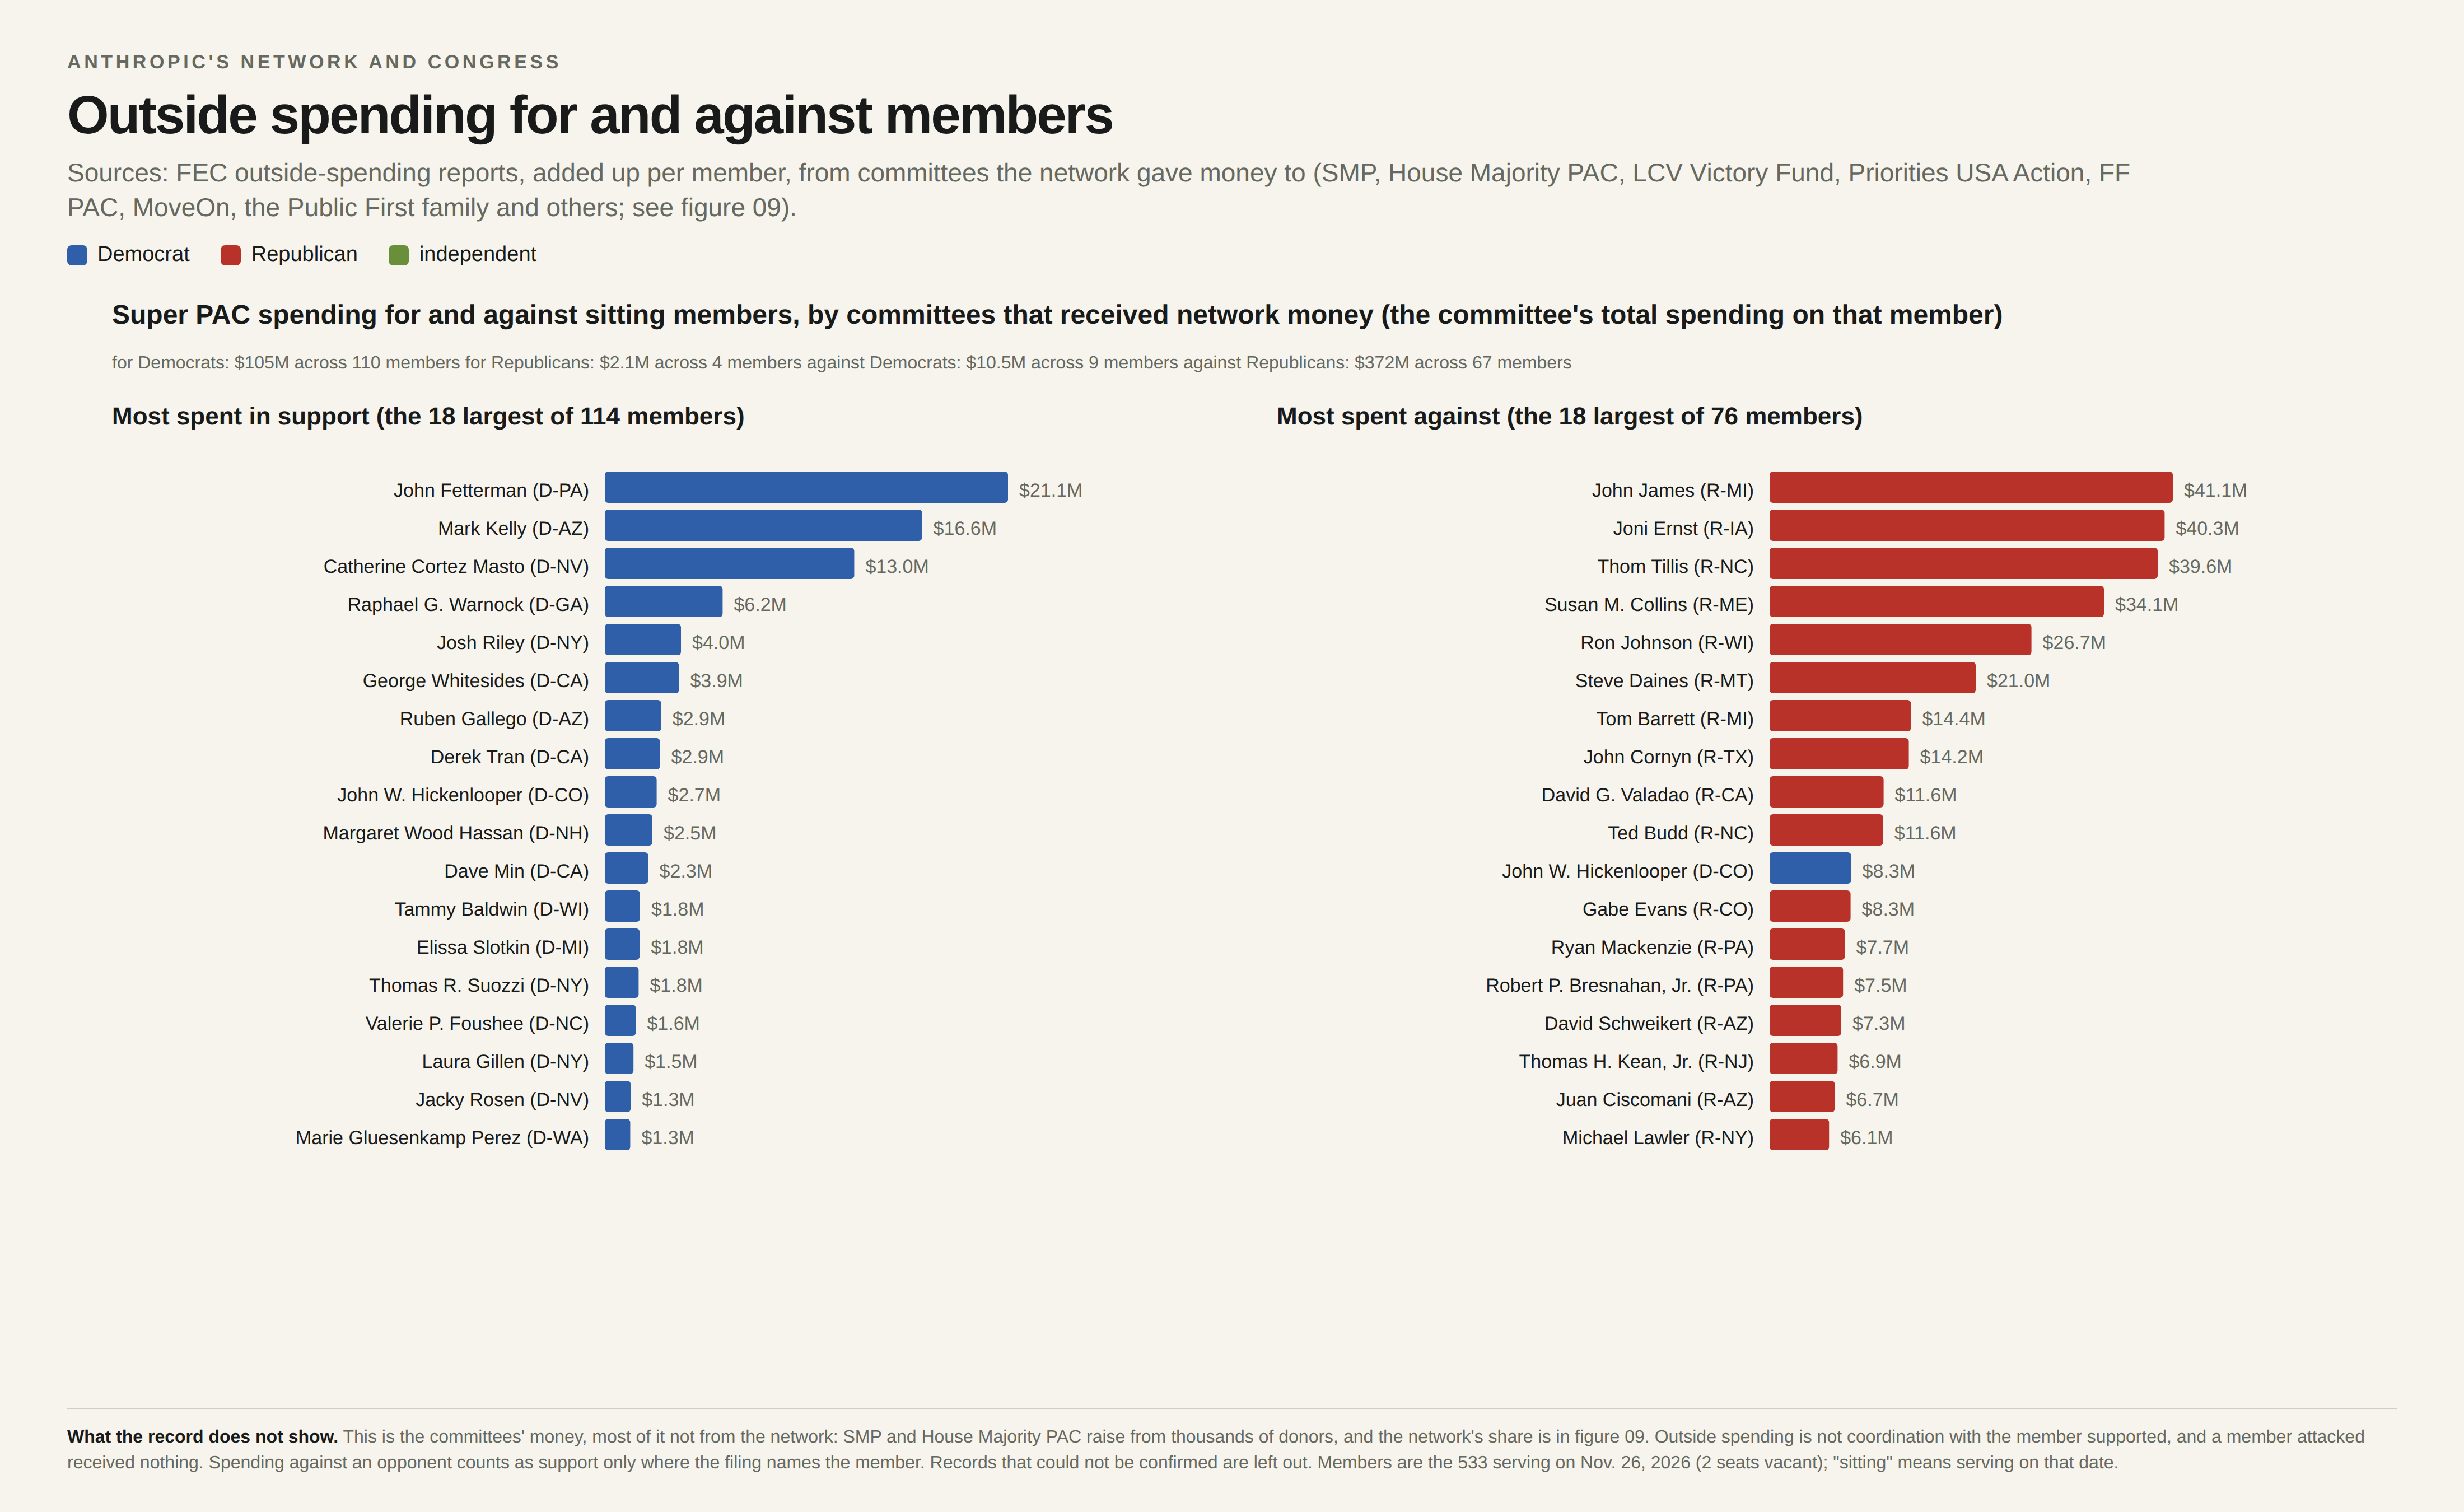 ANTHROPIC'S NETWORK AND CONGRESS
Outside spending for and against members
Sources: FEC outside-spending reports, added up per member, from committees the network gave money to (SMP, House Majority PAC, LCV Victory Fund, Priorities USA Action, FF
PAC, MoveOn, the Public First family and others; see figure 09).
Democrat Republican independent
Super PAC spending for and against sitting members, by committees that received network money (the committee's total spending on that member)
for Democrats: $105M across 110 members for Republicans: $2.1M across 4 members against Democrats: $10.5M across 9 members against Republicans: $372M across 67 members
Most spent in support (the 18 largest of 114 members)
John Fetterman (D-PA) $21.1M
Mark Kelly (D-AZ) $16.6M
Catherine Cortez Masto (D-NV) $13.0M
Raphael G. Warnock (D-GA) $6.2M
Josh Riley (D-NY) $4.0M
George Whitesides (D-CA) $3.9M
Ruben Gallego (D-AZ) $2.9M
Derek Tran (D-CA) $2.9M
John W. Hickenlooper (D-CO) $2.7M
Margaret Wood Hassan (D-NH) $2.5M
Dave Min (D-CA) $2.3M
Tammy Baldwin (D-WI) $1.8M
Elissa Slotkin (D-MI) $1.8M
Thomas R. Suozzi (D-NY) $1.8M
Valerie P. Foushee (D-NC) $1.6M
Laura Gillen (D-NY) $1.5M
Jacky Rosen (D-NV) $1.3M
Marie Gluesenkamp Perez (D-WA) $1.3M
Most spent against (the 18 largest of 76 members)
John James (R-MI) $41.1M
Joni Ernst (R-IA) $40.3M
Thom Tillis (R-NC) $39.6M
Susan M. Collins (R-ME) $34.1M
Ron Johnson (R-WI) $26.7M
Steve Daines (R-MT) $21.0M
Tom Barrett (R-MI) $14.4M
John Cornyn (R-TX) $14.2M
David G. Valadao (R-CA) $11.6M
Ted Budd (R-NC) $11.6M
John W. Hickenlooper (D-CO) $8.3M
Gabe Evans (R-CO) $8.3M
Ryan Mackenzie (R-PA) $7.7M
Robert P. Bresnahan, Jr. (R-PA) $7.5M
David Schweikert (R-AZ) $7.3M
Thomas H. Kean, Jr. (R-NJ) $6.9M
Juan Ciscomani (R-AZ) $6.7M
Michael Lawler (R-NY) $6.1M
What the record does not show. This is the committees' money, most of it not from the network: SMP and House Majority PAC raise from thousands of donors, and the network's share is in figure 09. Outside spending is not coordination with the member supported, and a member attacked
received nothing. Spending against an opponent counts as support only where the filing names the member. Records that could not be confirmed are left out. Members are the 533 serving on Nov. 26, 2026 (2 seats vacant); "sitting" means serving on that date.